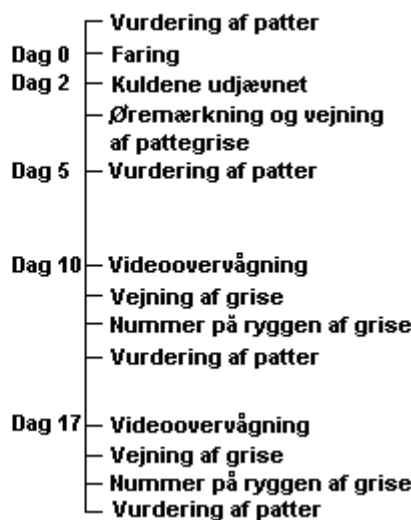 Vurdering af patter
Dag 0 Faring
Dag 2 Kuldene udjævnet
Øremærkning og vejning
af pattegrise
Dag 5 Vurdering af patter
Dag 10 Videoovervågning
Vejning af grise
Nummer på ryggen af grise
Vurdering af patter
Dag 17 Videoovervågning
Vejning af grise
Nummer på ryggen af grise
Vurdering af patter